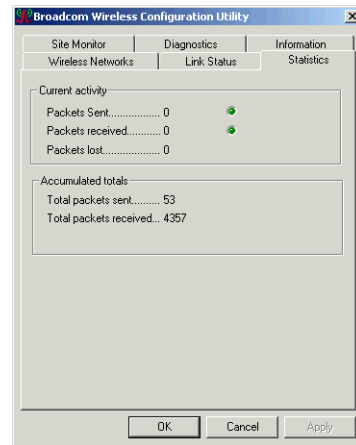 Broadcom Wireless Configuration Utility
Site Monitor Diagnostics Information
Wireless Networks Link Status Statistics
Current activity
Packets Sent................. 0
Packets received........... 0
Packets lost................... 0
Accumulated totals
Total packets sent.......... 53
Total packets received... 4357
OK Cancel Apply